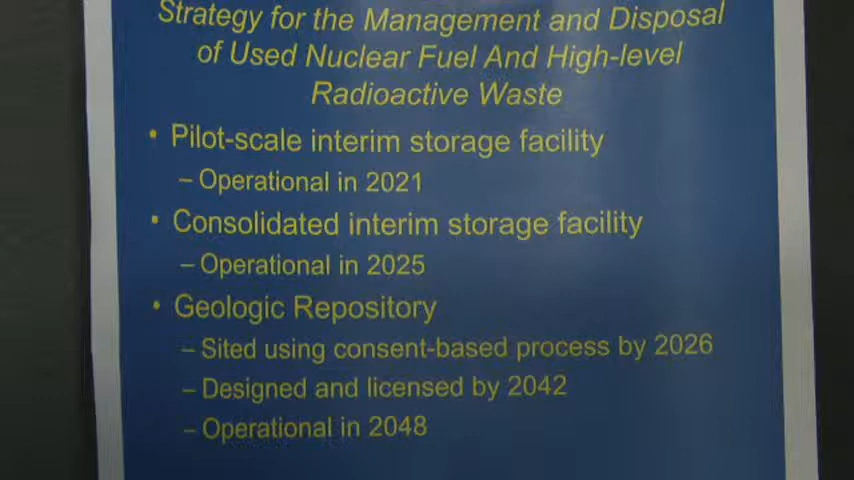 Strategy for the Management and Disposal
of Used Nuclear Fuel And High-level
Radioactive Waste
• Pilot-scale interim storage facility
– Operational in 2021
• Consolidated interim storage facility
– Operational in 2025
• Geologic Repository
– Sited using consent-based process by 2026
– Designed and licensed by 2042
– Operational in 2048